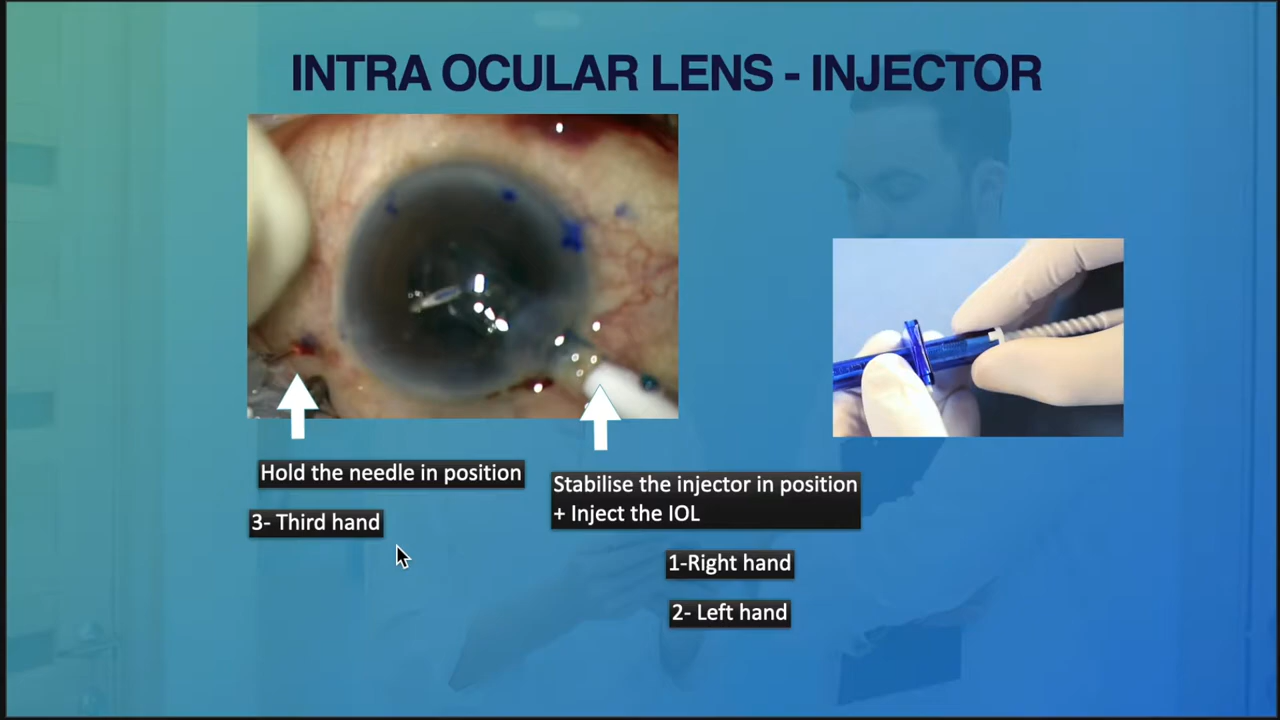 INTRA OCULAR LENS - INJECTOR
Hold the needle in position
3- Third hand
Stabilise the injector in position
+ Inject the IOL
1-Right hand
2- Left hand